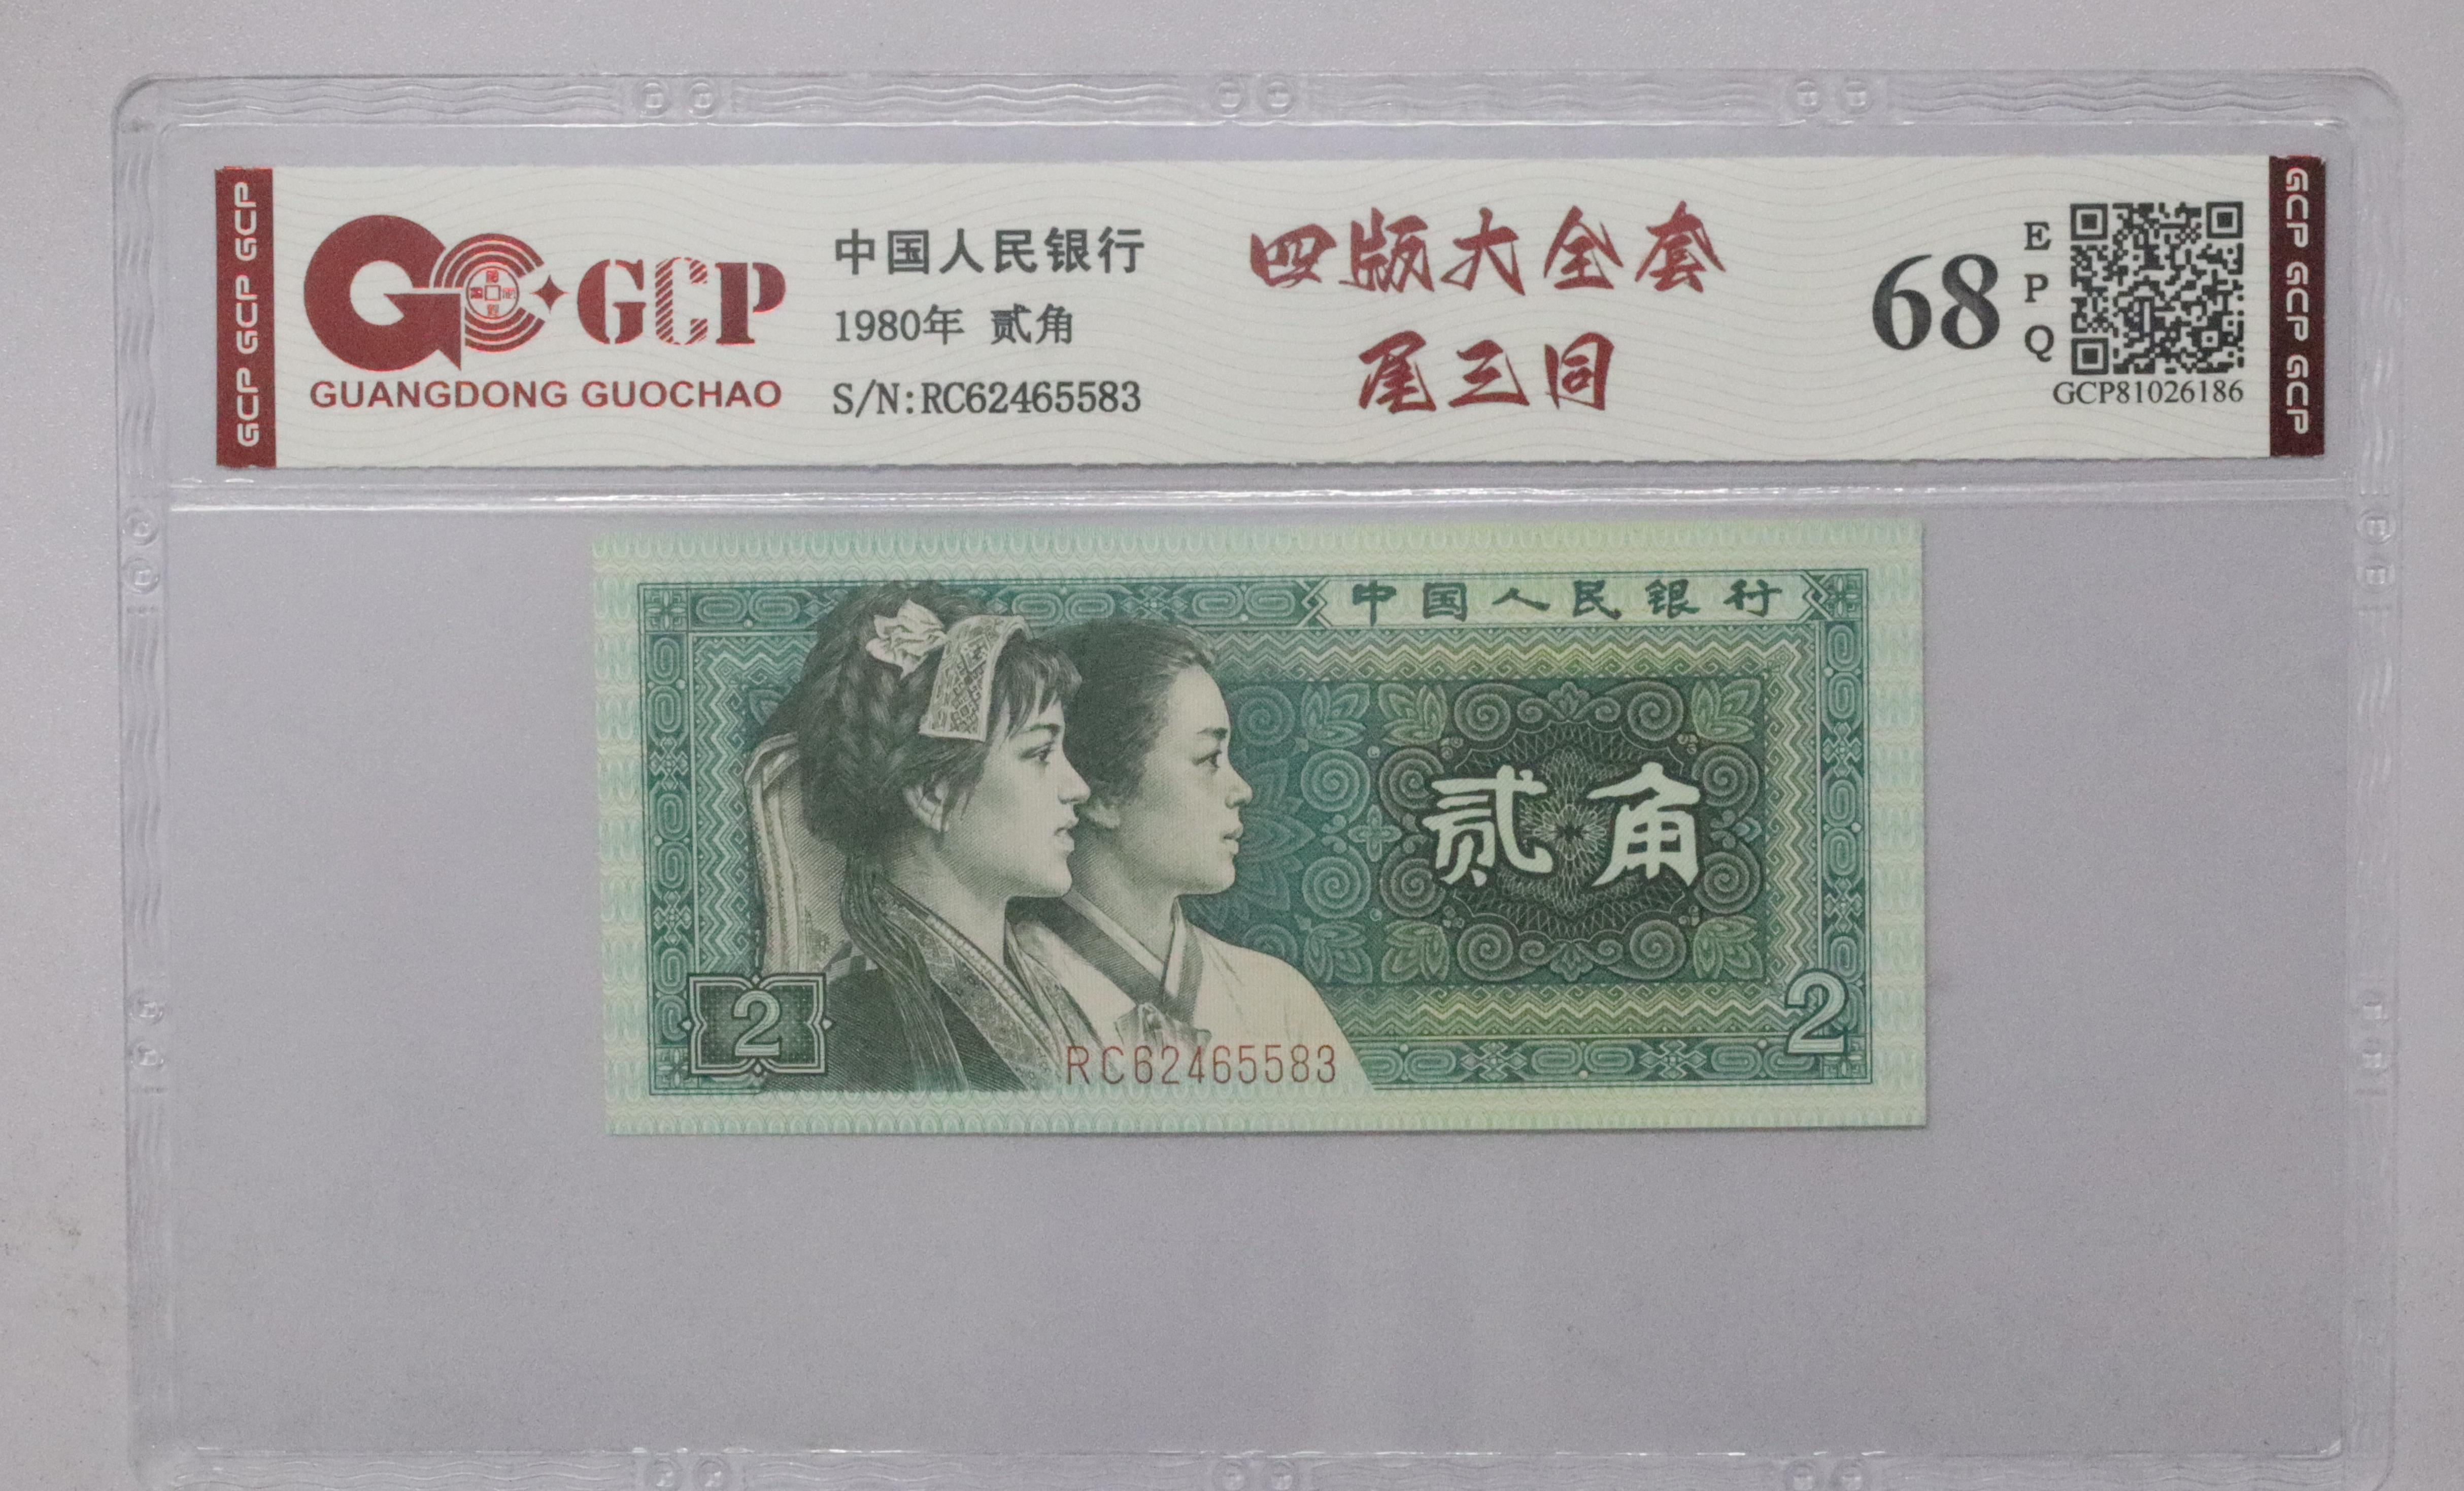 GCP GCP GCP
GCP
GUANGDONG GUOCHAO
中国人民银行
1980年 贰角
S/N:RC62465583
四版大全套
尾三同
68
E
P
Q
GCP81026186
GCP GCP GCP
中国人民银行
贰角
2
2
RC62465583